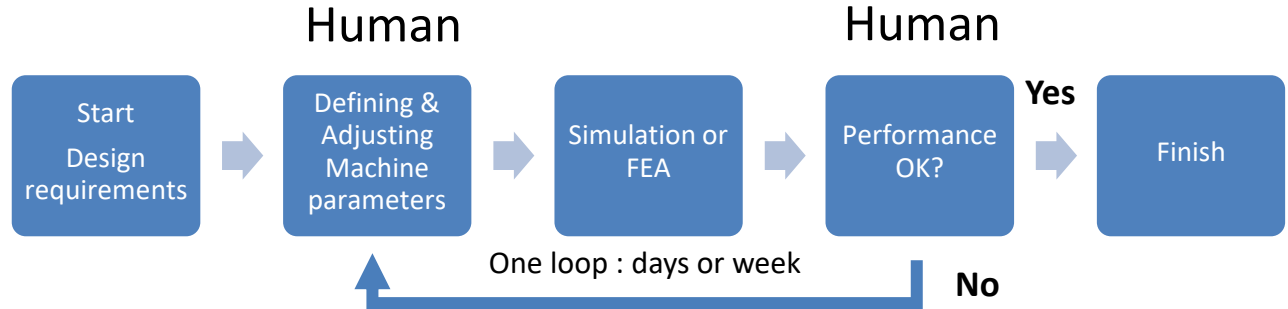 Human
Human
Start
Design
requirements
Defining &
Adjusting
Machine
parameters
Simulation or
FEA
Performance
OK?
Yes
Finish
One loop : days or week
No